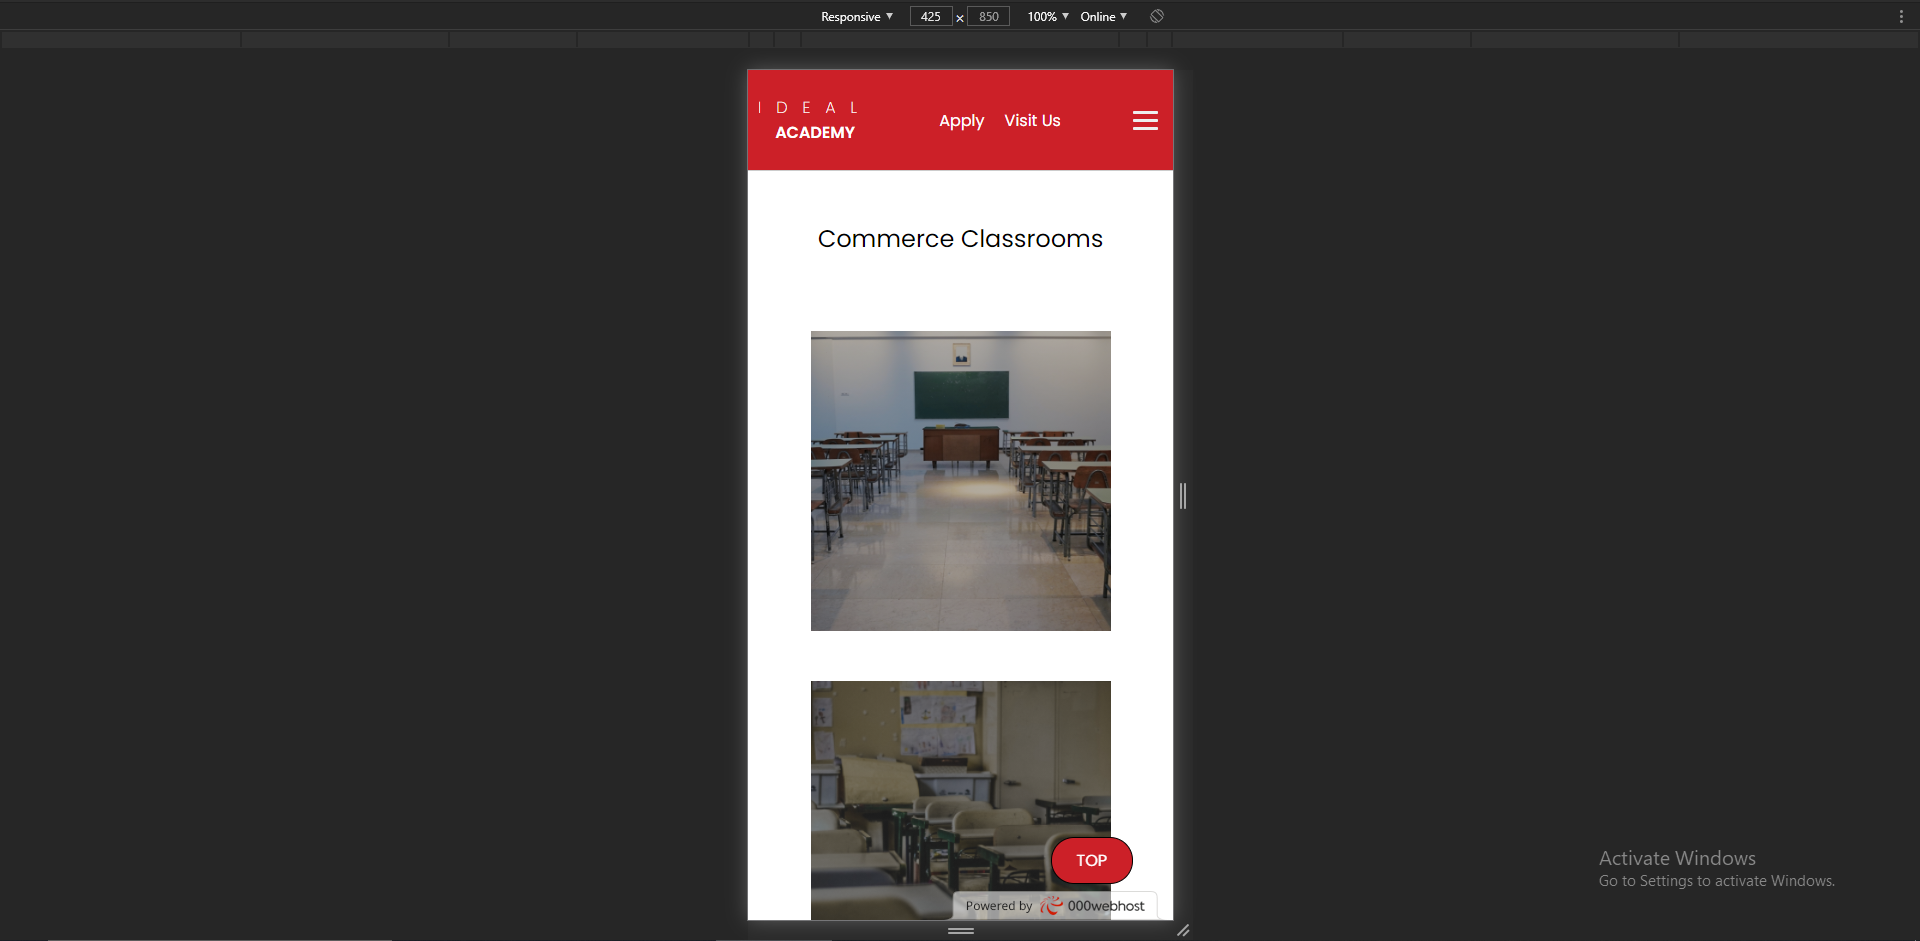 Responsive 425 × 850 100% Online
I D E A L
ACADEMY
Apply Visit Us
Commerce Classrooms
TOP
Powered by 000webhost
Activate Windows
Go to Settings to activate Windows.